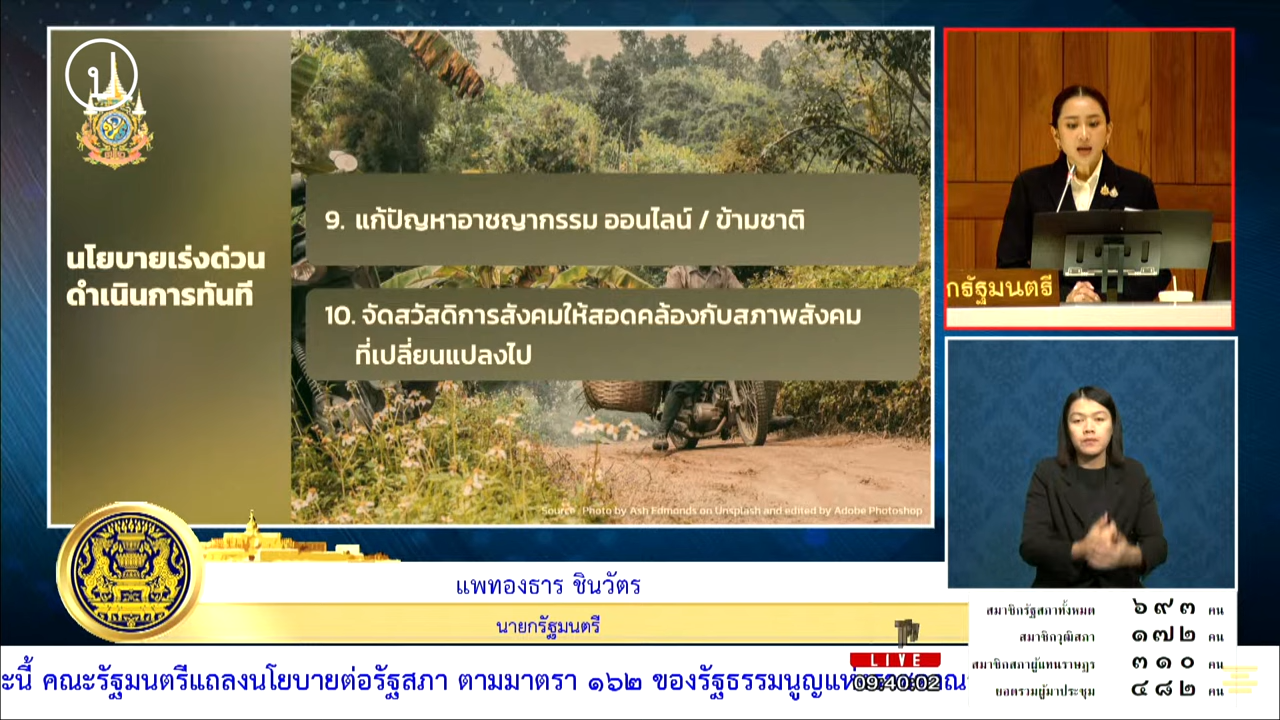 น
นโยบายเร่งด่วน
ดำเนินการทันที
9. แก้ปัญหาอาชญากรรม ออนไลน์ / ข้ามชาติ
10. จัดสวัสดิการสังคมให้สอดคล้องกับสภาพสังคม
ที่เปลี่ยนแปลงไป
Source : Photo by Ash Edmonds on Unsplash and edited by Adobe Photoshop
กรัฐมนตรี
แพทองธาร ชินวัตร
นายกรัฐมนตรี
สมาชิกรัฐสภาทั้งหมด ๖๙๓ คน
สมาชิกวุฒิสภา ๑๗๒ คน
สมาชิกสภาผู้แทนราษฎร ๓๑๐ คน
ยอดรวมผู้มาประชุม ๔๘๒ คน
LIVE
09:40:02
ะนี้ คณะรัฐมนตรีแถลงนโยบายต่อรัฐสภา ตามมาตรา ๑๖๒ ของรัฐธรรมนูญแห่